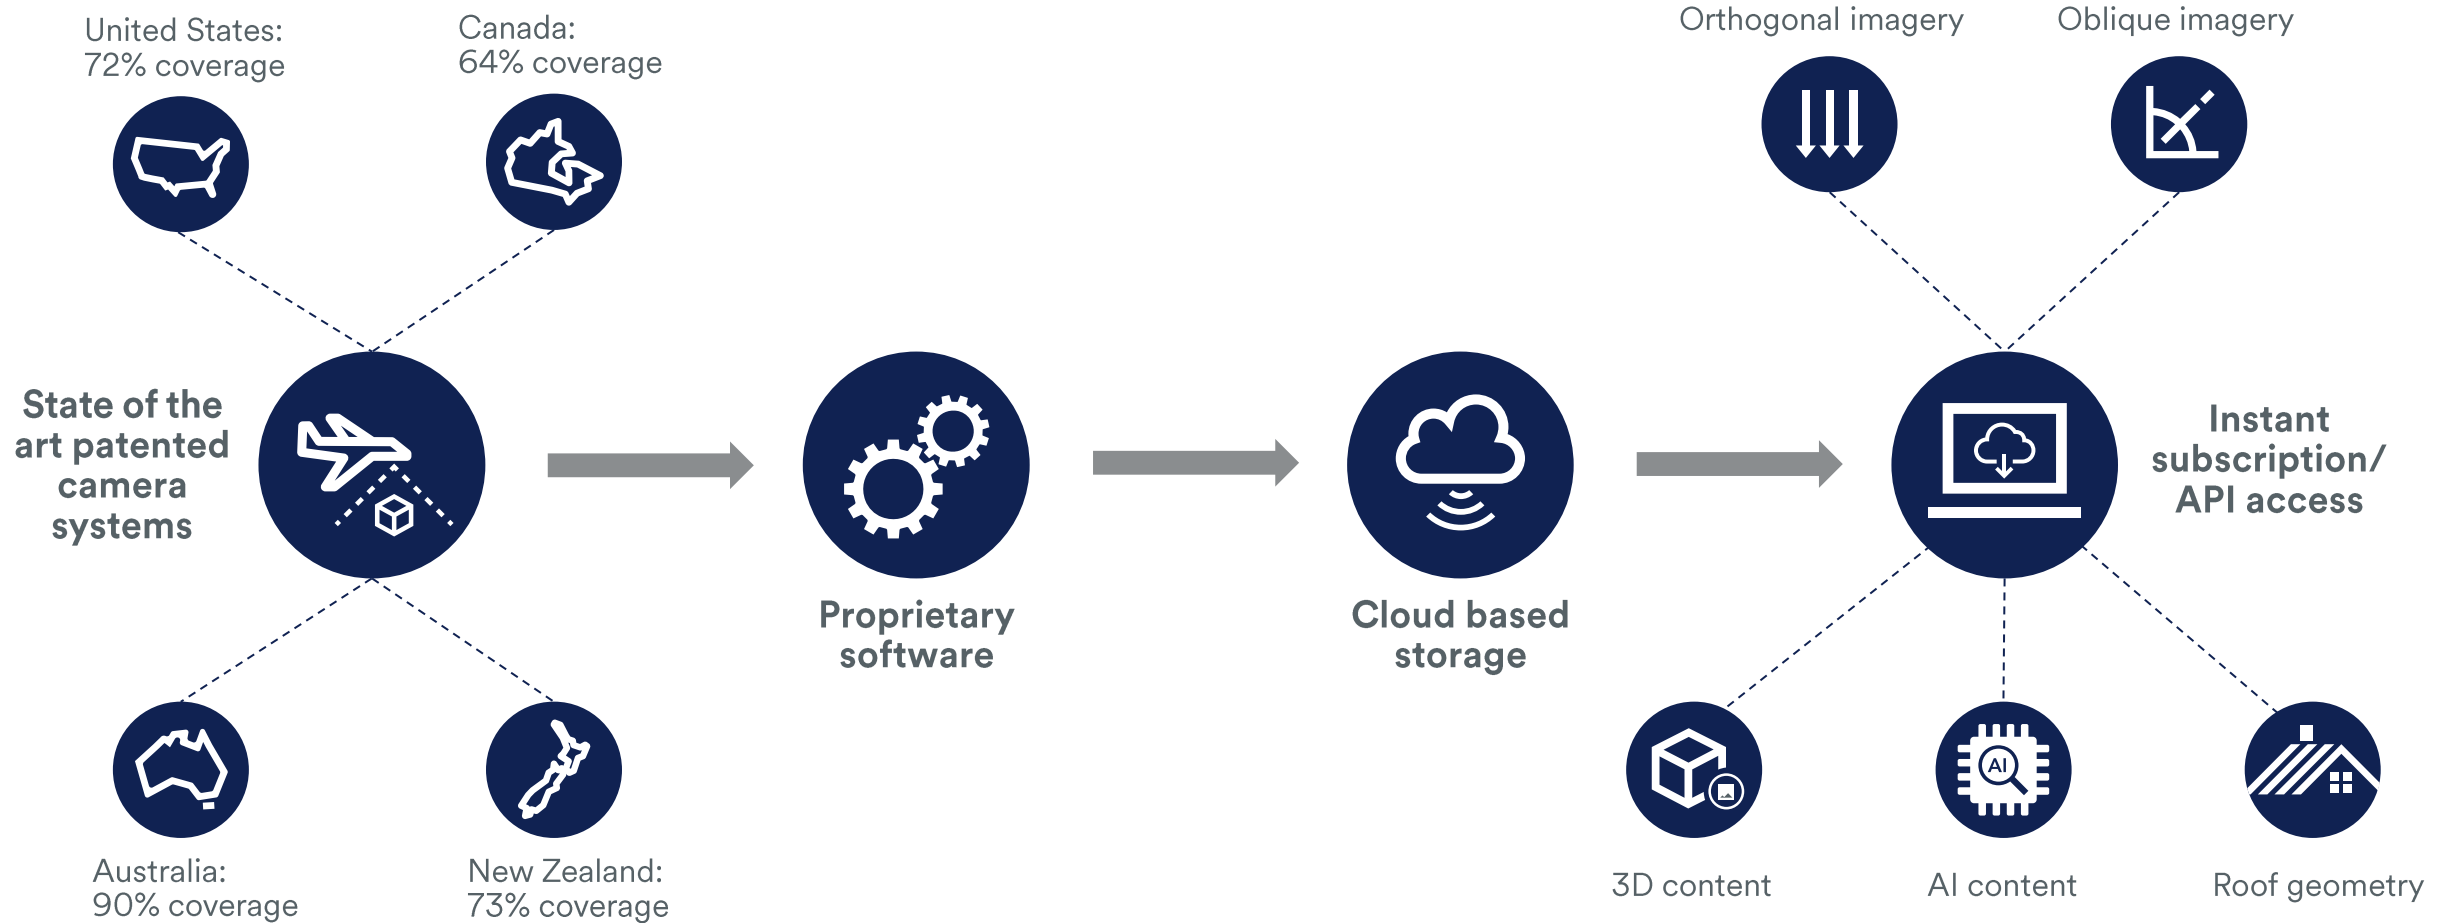 United States:
72% coverage
Canada:
64% coverage
Orthogonal imagery
Oblique imagery
State of the
art patented
camera
systems
Proprietary
software
Cloud based
storage
Instant
subscription/
API access
Australia:
90% coverage
New Zealand:
73% coverage
3D content
AI
AI content
Roof geometry